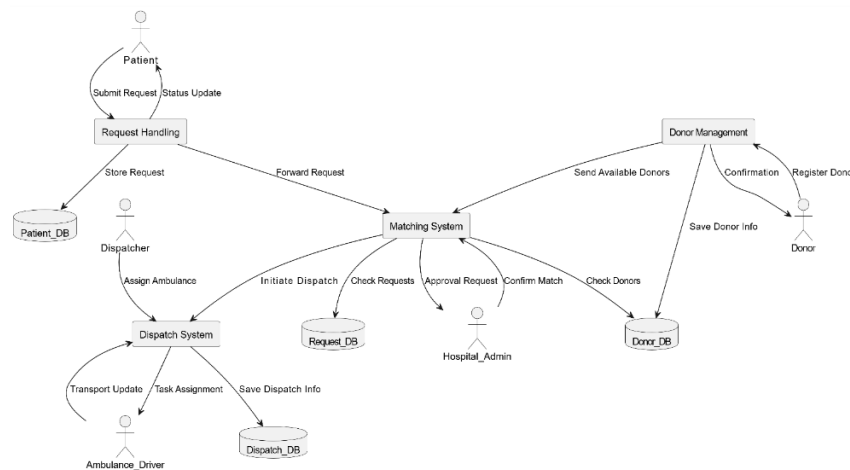 Patient
Submit Request
Status Update
Request Handling
Donor Management
Store Request
Forward Request
Send Available Donors
Confirmation
Register Dono
Patient_DB
Dispatcher
Matching System
Save Donor Info
Donor
Assign Ambulance
Initiate Dispatch
Check Requests
Approval Request
Confirm Match
Check Donors
Dispatch System
Request_DB
Hospital_Admin
Donor_DB
Transport Update
Task Assignment
Save Dispatch Info
Ambulance_Driver
Dispatch_DB